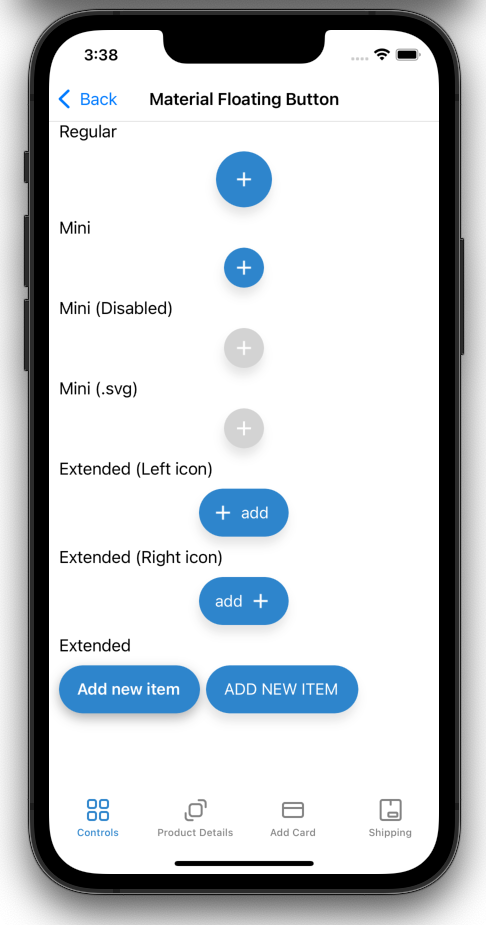 3:38
Back Material Floating Button
Regular
Mini
Mini (Disabled)
Mini (.svg)
Extended (Left icon)
add
Extended (Right icon)
add
Extended
Add new item ADD NEW ITEM
Controls Product Details Add Card Shipping